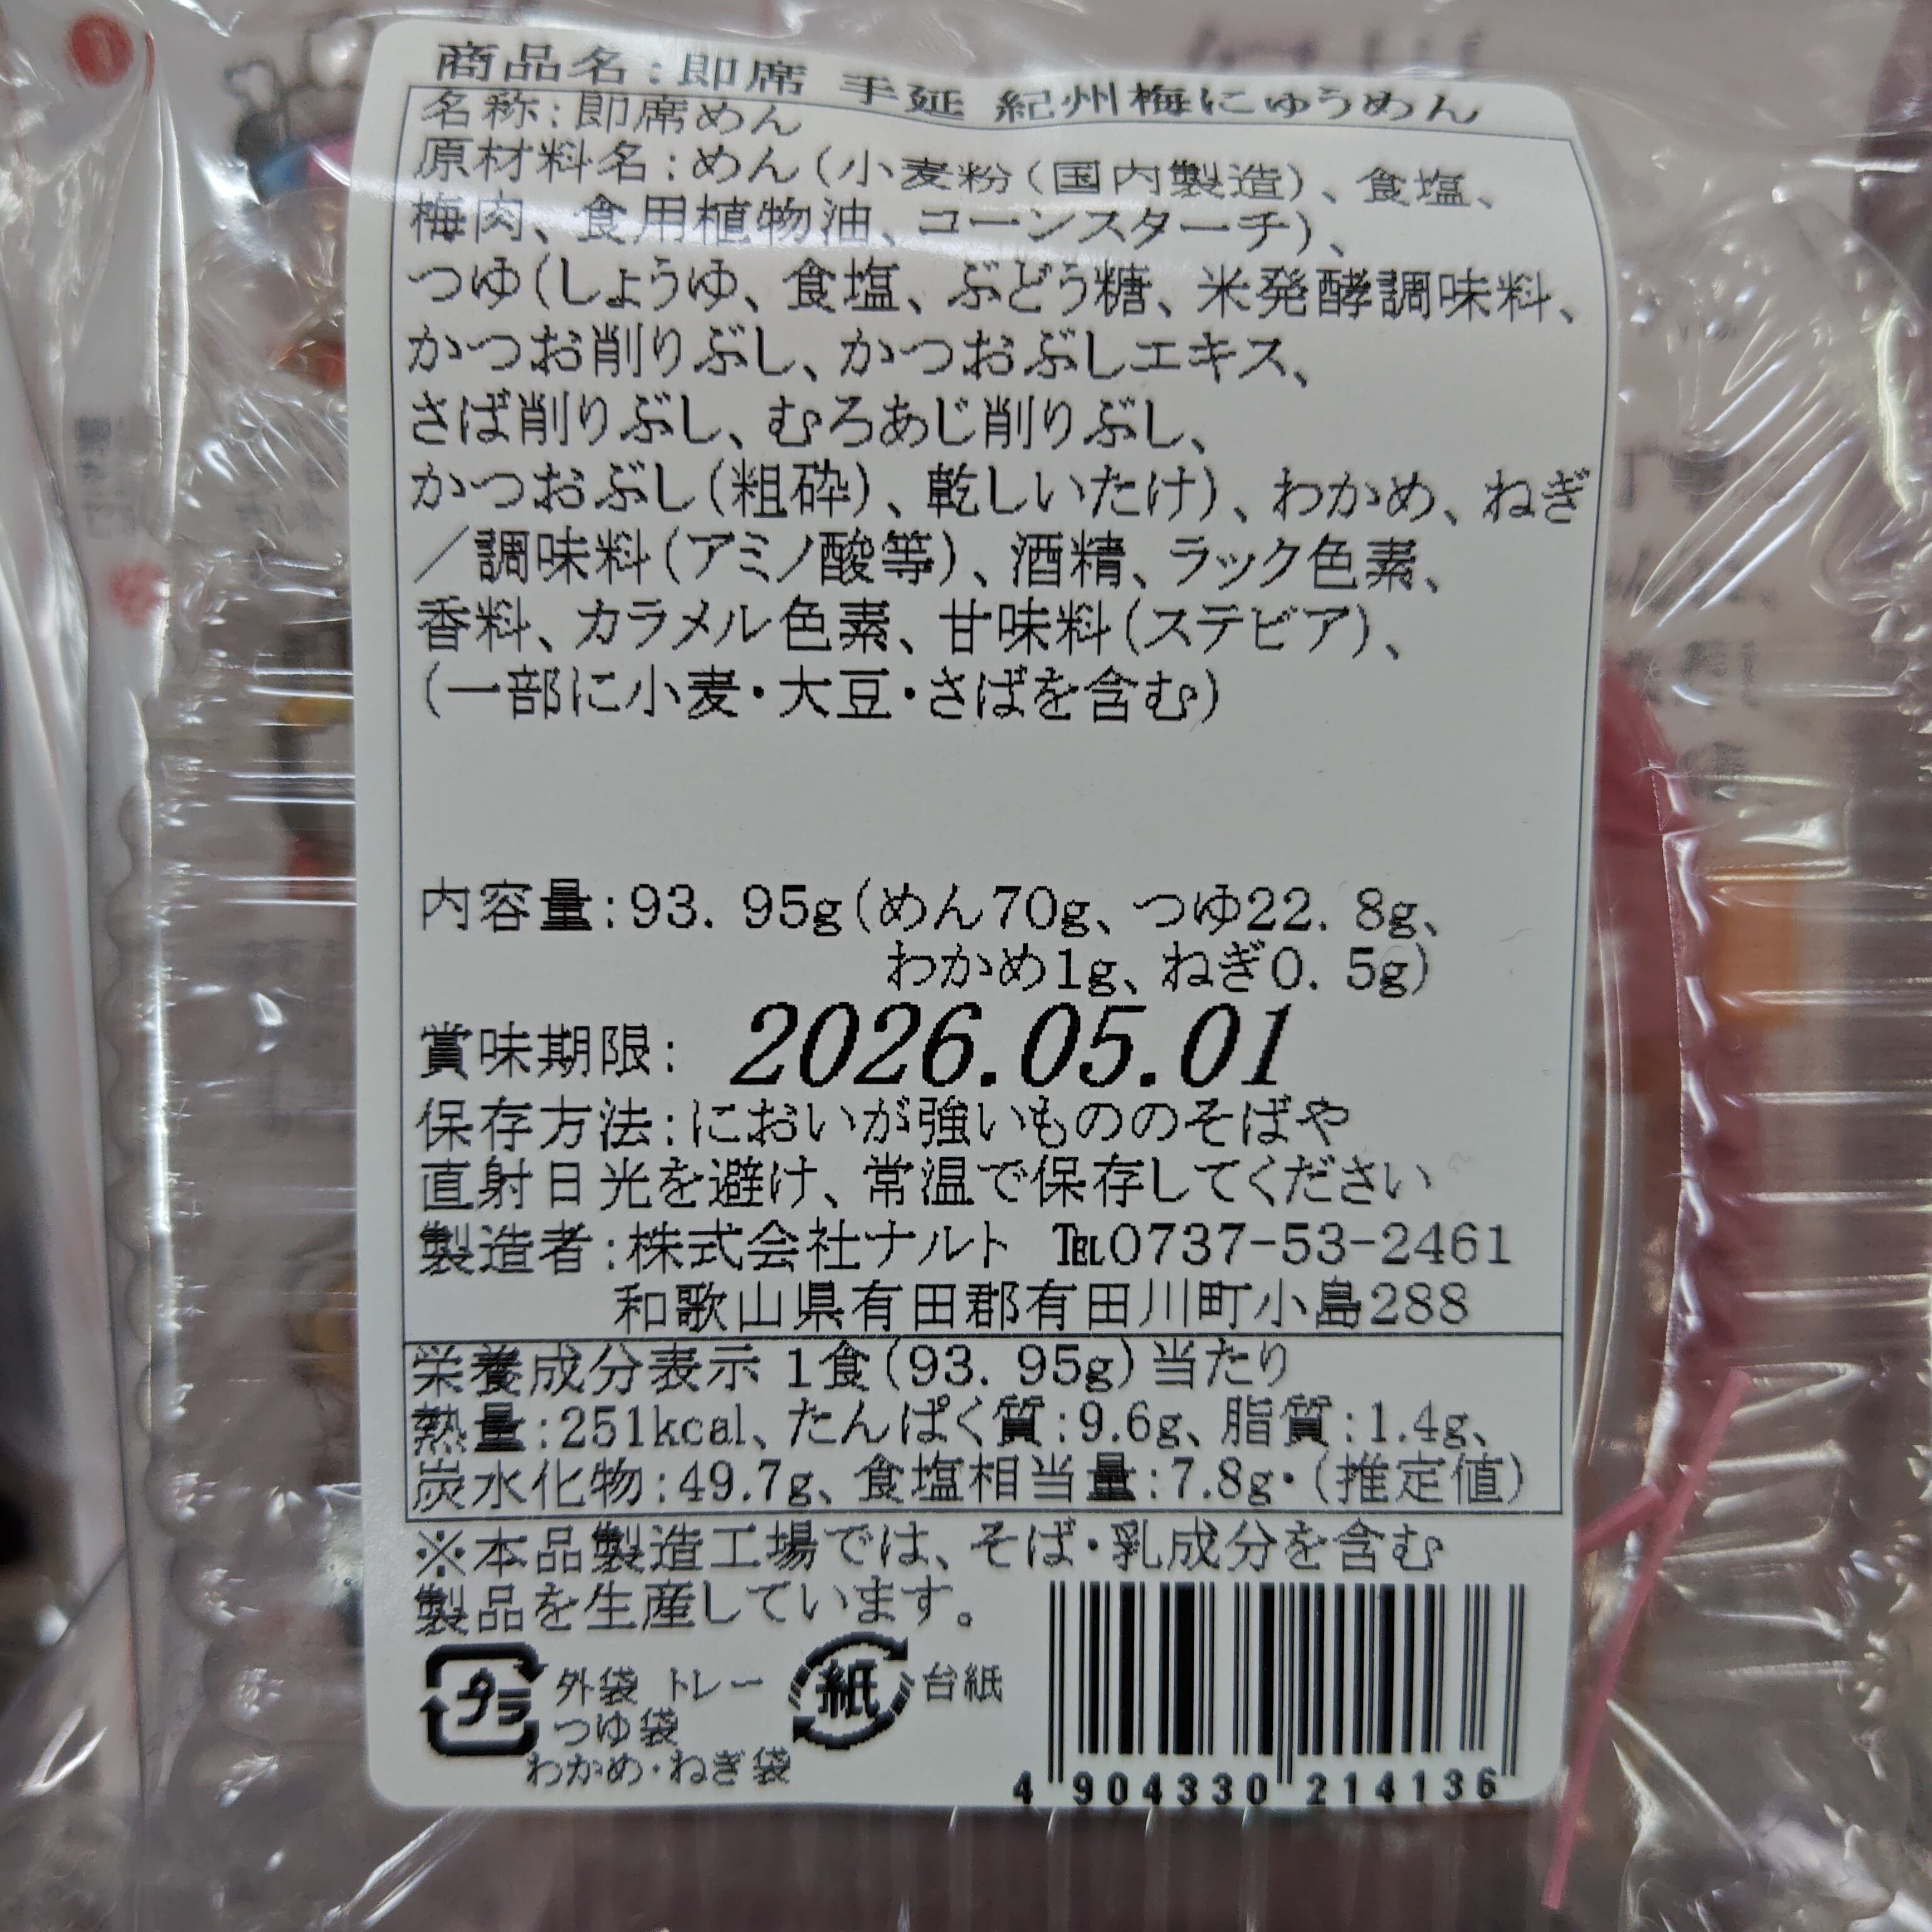 商品名:即席 手延 紀州梅にゅうめん
名称:即席めん
原材料名:めん(小麦粉(国内製造)、食塩、
梅肉、食用植物油、コーンスターチ)、
つゆ(しょうゆ、食塩、ぶどう糖、米発酵調味料、
かつお削りぶし、かつおぶしエキス、
さば削りぶし、むろあじ削りぶし、
かつおぶし(粗砕)、乾しいたけ)、わかめ、ねぎ
/調味料(アミノ酸等)、酒精、ラック色素、
香料、カラメル色素、甘味料(ステビア)、
(一部に小麦・大豆・さばを含む)
内容量:93.95g(めん70g、つゆ22.8g、
わかめ1g、ねぎ0.5g)
賞味期限: 2026.05.01
保存方法:においが強いもののそばや
直射日光を避け、常温で保存してください
製造者:株式会社ナルト ℡0737-53-2461
和歌山県有田郡有田川町小島288
栄養成分表示 1食(93.95g)当たり
熱量:251kcal、たんぱく質:9.6g、脂質:1.4g、
炭水化物:49.7g、食塩相当量:7.8g・(推定値)
※本品製造工場では、そば・乳成分を含む
製品を生産しています。
プラ 外袋 トレー 紙 台紙
つゆ袋
わかめ・ねぎ袋
4 904330 214136